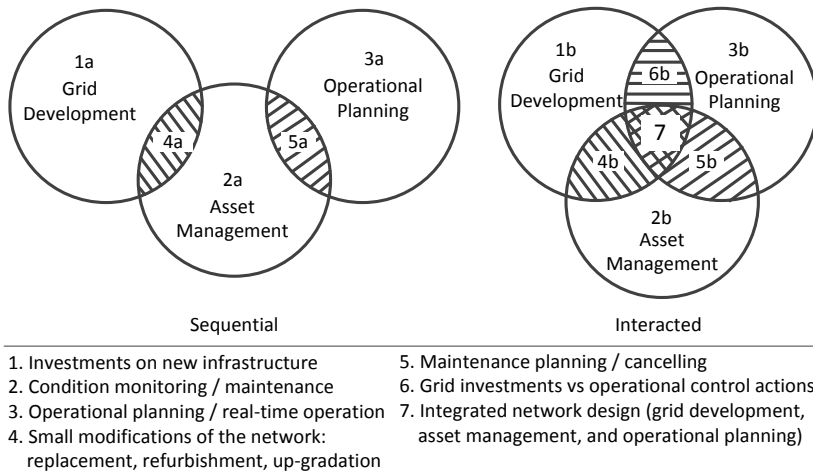 1a
Grid
Development
3a
Operational
Planning
4a
5a
2a
Asset
Management
Sequential
1b
Grid
Development
3b
Operational
Planning
6b
7
4b
5b
2b
Asset
Management
Interacted
1. Investments on new infrastructure
2. Condition monitoring / maintenance
3. Operational planning / real-time operation
4. Small modifications of the network:
replacement, refurbishment, up-gradation
5. Maintenance planning / cancelling
6. Grid investments vs operational control actions
7. Integrated network design (grid development,
asset management, and operational planning)